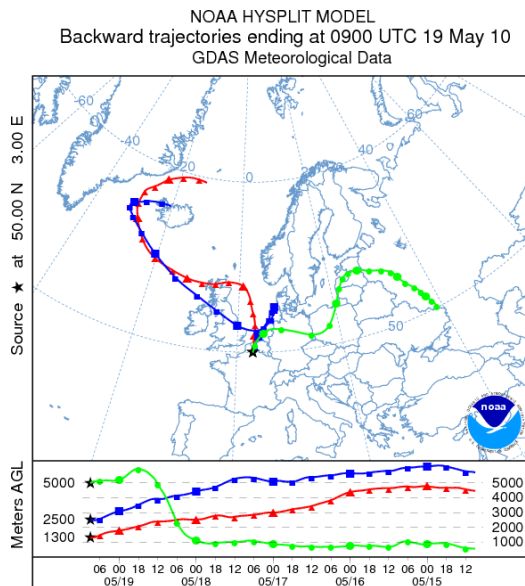 NOAA HYSPLIT MODEL
Backward trajectories ending at 0900 UTC 19 May 10
GDAS Meteorological Data
Source ★ at 50.00 N 3.00 E
-60
-40
-20
0
20
40
60
50
noaa
Meters AGL
5000
2500
1300
5000
4000
3000
2000
1000
06 00 18 12 06 00 18 12 06 00 18 12 06 00 18 12 06 00 18 12
05/19 05/18 05/17 05/16 05/15